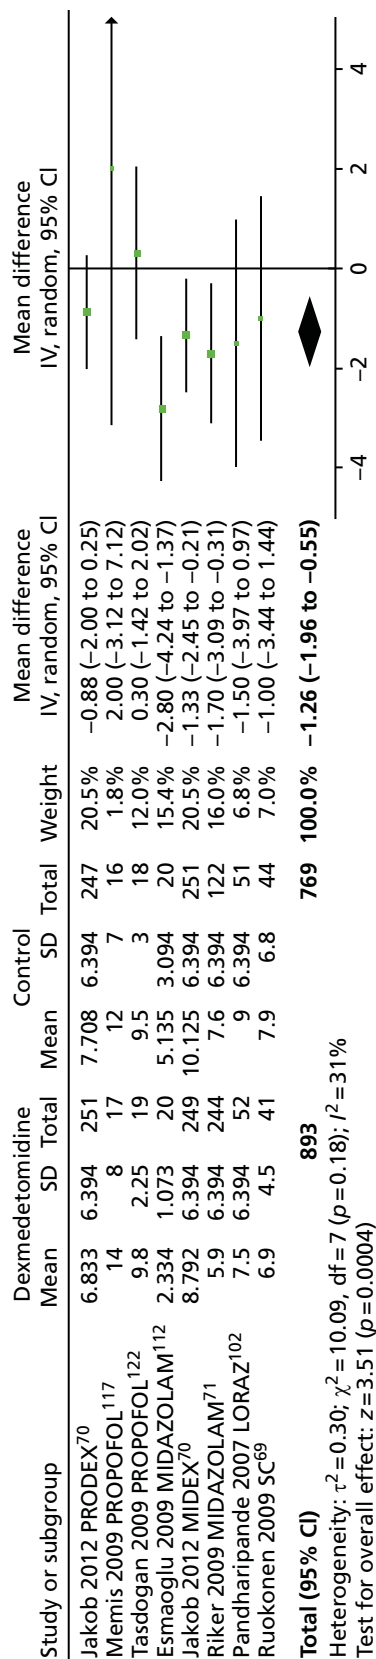 Dexmedetomidine Control Mean difference Mean difference
Study or subgroup Mean SD Total Mean SD Total Weight IV, random, 95% CI IV, random, 95% CI
Jakob 2012 PRODEX70 6.833 6.394 251 7.708 6.394 247 20.5% −0.88 (−2.00 to 0.25)
Memis 2009 PROPOFOL117 14 8 17 12 7 16 1.8% 2.00 (−3.12 to 7.12)
Tasdogan 2009 PROPOFOL122 9.8 2.25 19 9.5 3 18 12.0% 0.30 (−1.42 to 2.02)
Esmaoglu 2009 MIDAZOLAM112 2.334 1.073 20 5.135 3.094 20 15.4% −2.80 (−4.24 to −1.37)
Jakob 2012 MIDEX70 8.792 6.394 249 10.125 6.394 251 20.5% −1.33 (−2.45 to −0.21)
Riker 2009 MIDAZOLAM71 5.9 6.394 244 7.6 6.394 122 16.0% −1.70 (−3.09 to −0.31)
Pandharipande 2007 LORAZ102 7.5 6.394 52 9 6.394 51 6.8% −1.50 (−3.97 to 0.97)
Ruokonen 2009 SC69 6.9 4.5 41 7.9 6.8 44 7.0% −1.00 (−3.44 to 1.44)
Total (95% CI) 893 769 100.0% −1.26 (−1.96 to −0.55)
Heterogeneity: τ2=0.30; χ2=10.09, df=7 (p=0.18); I2=31%
Test for overall effect: z=3.51 (p=0.0004)
−4 −2 0 2 4